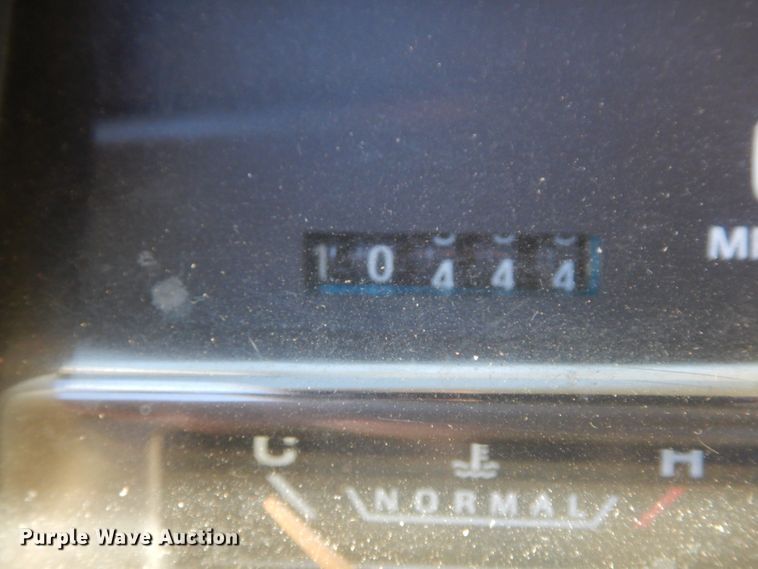 10444
MI
C H
NORMAL
Purple Wave Auction